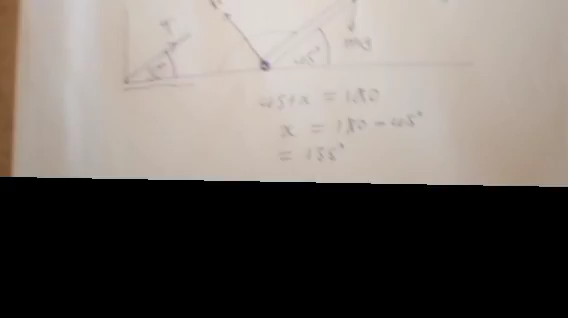 T
mg
45°
45+x = 180
x = 180 - 45°
= 135°